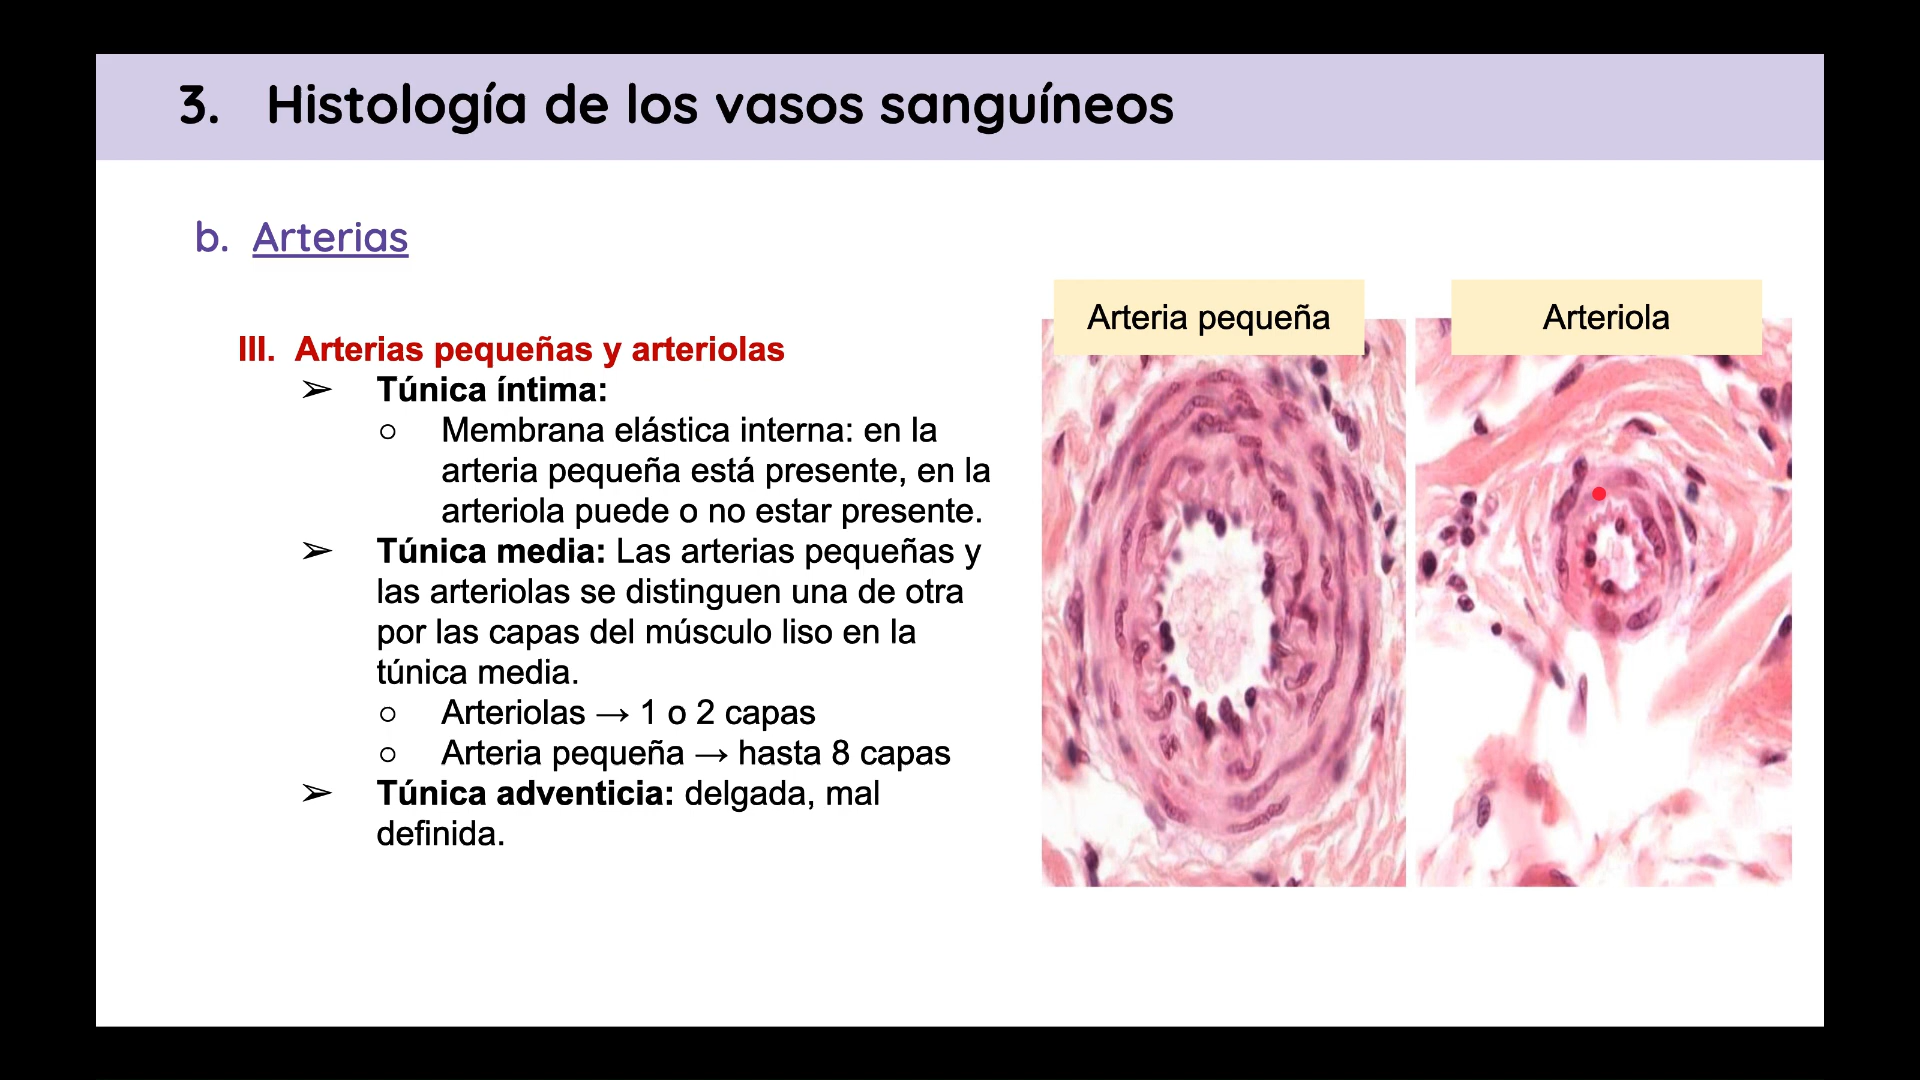 3. Histología de los vasos sanguíneos
b. Arterias
III. Arterias pequeñas y arteriolas
➢ Túnica íntima:
○ Membrana elástica interna: en la
arteria pequeña está presente, en la
arteriola puede o no estar presente.
➢ Túnica media: Las arterias pequeñas y
las arteriolas se distinguen una de otra
por las capas del músculo liso en la
túnica media.
○ Arteriolas → 1 o 2 capas
○ Arteria pequeña → hasta 8 capas
➢ Túnica adventicia: delgada, mal
definida.
Arteria pequeña
Arteriola